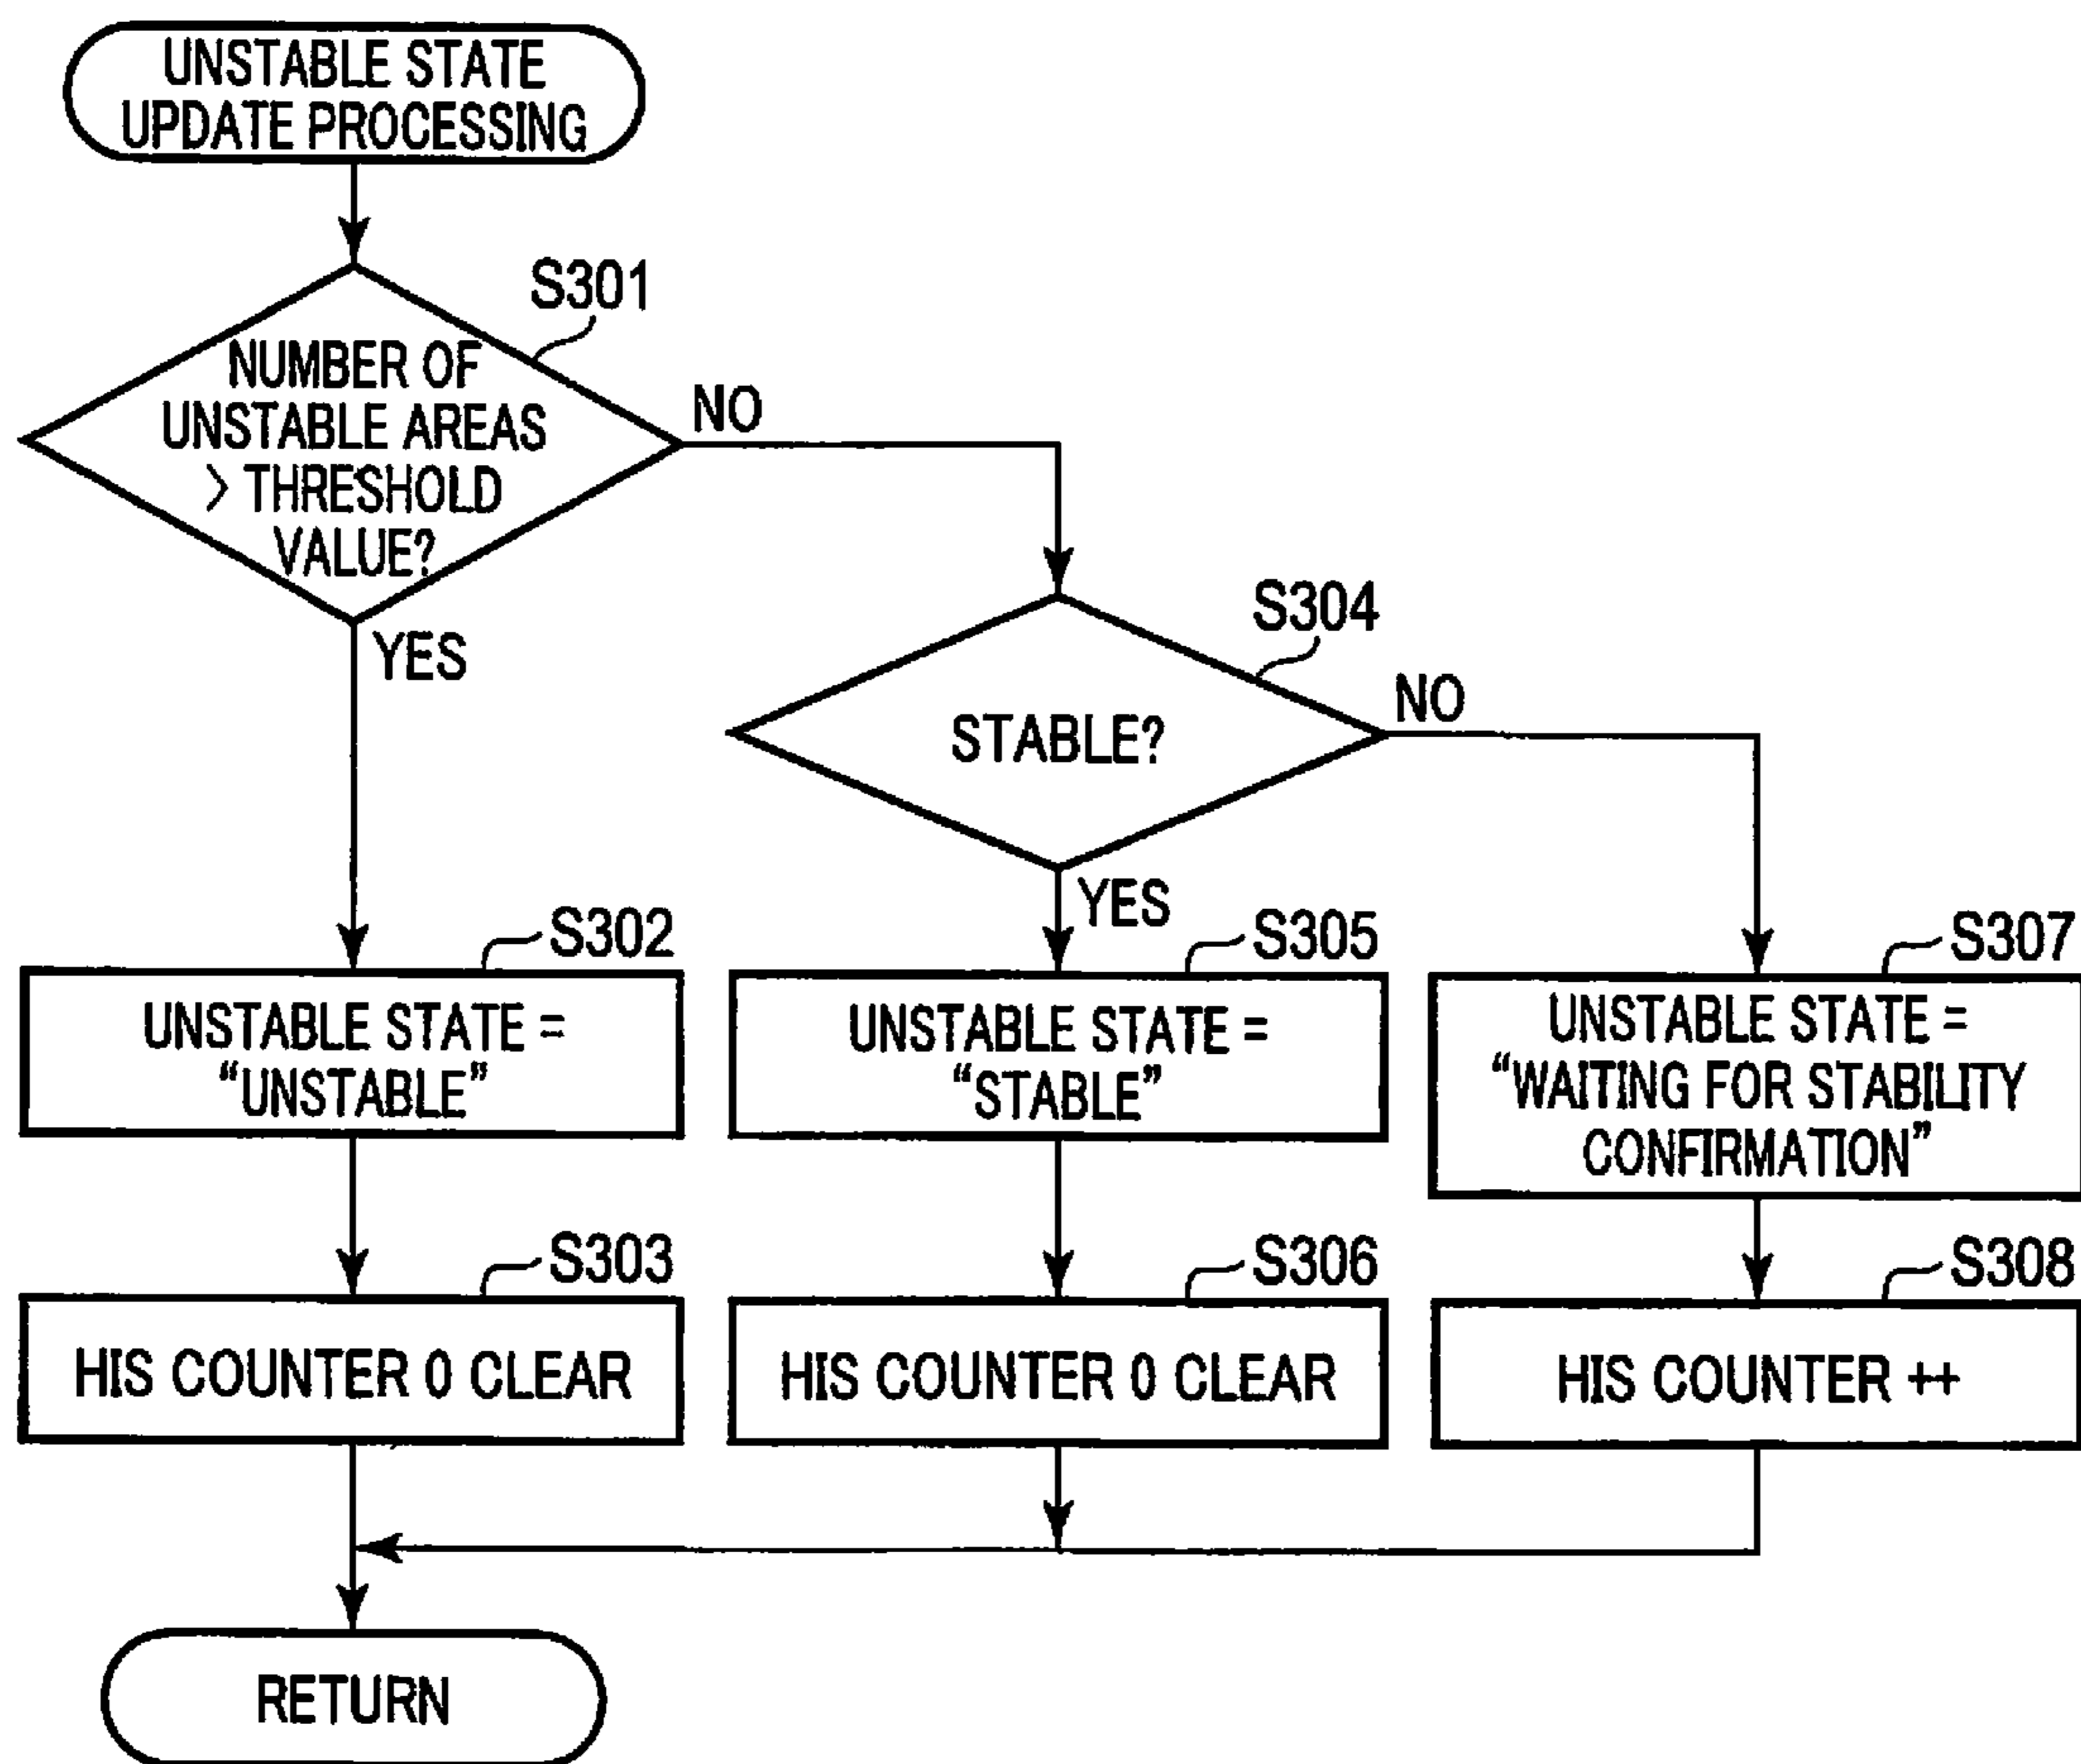 UNSTABLE STATE
UPDATE PROCESSING
S301
NUMBER OF
UNSTABLE AREAS
> THRESHOLD
VALUE?
NO
YES
S304
STABLE?
NO
YES
S302
UNSTABLE STATE =
“UNSTABLE”
S305
UNSTABLE STATE =
“STABLE”
S307
UNSTABLE STATE =
“WAITING FOR STABILITY
CONFIRMATION”
S303
HIS COUNTER 0 CLEAR
S306
HIS COUNTER 0 CLEAR
S308
HIS COUNTER ++
RETURN